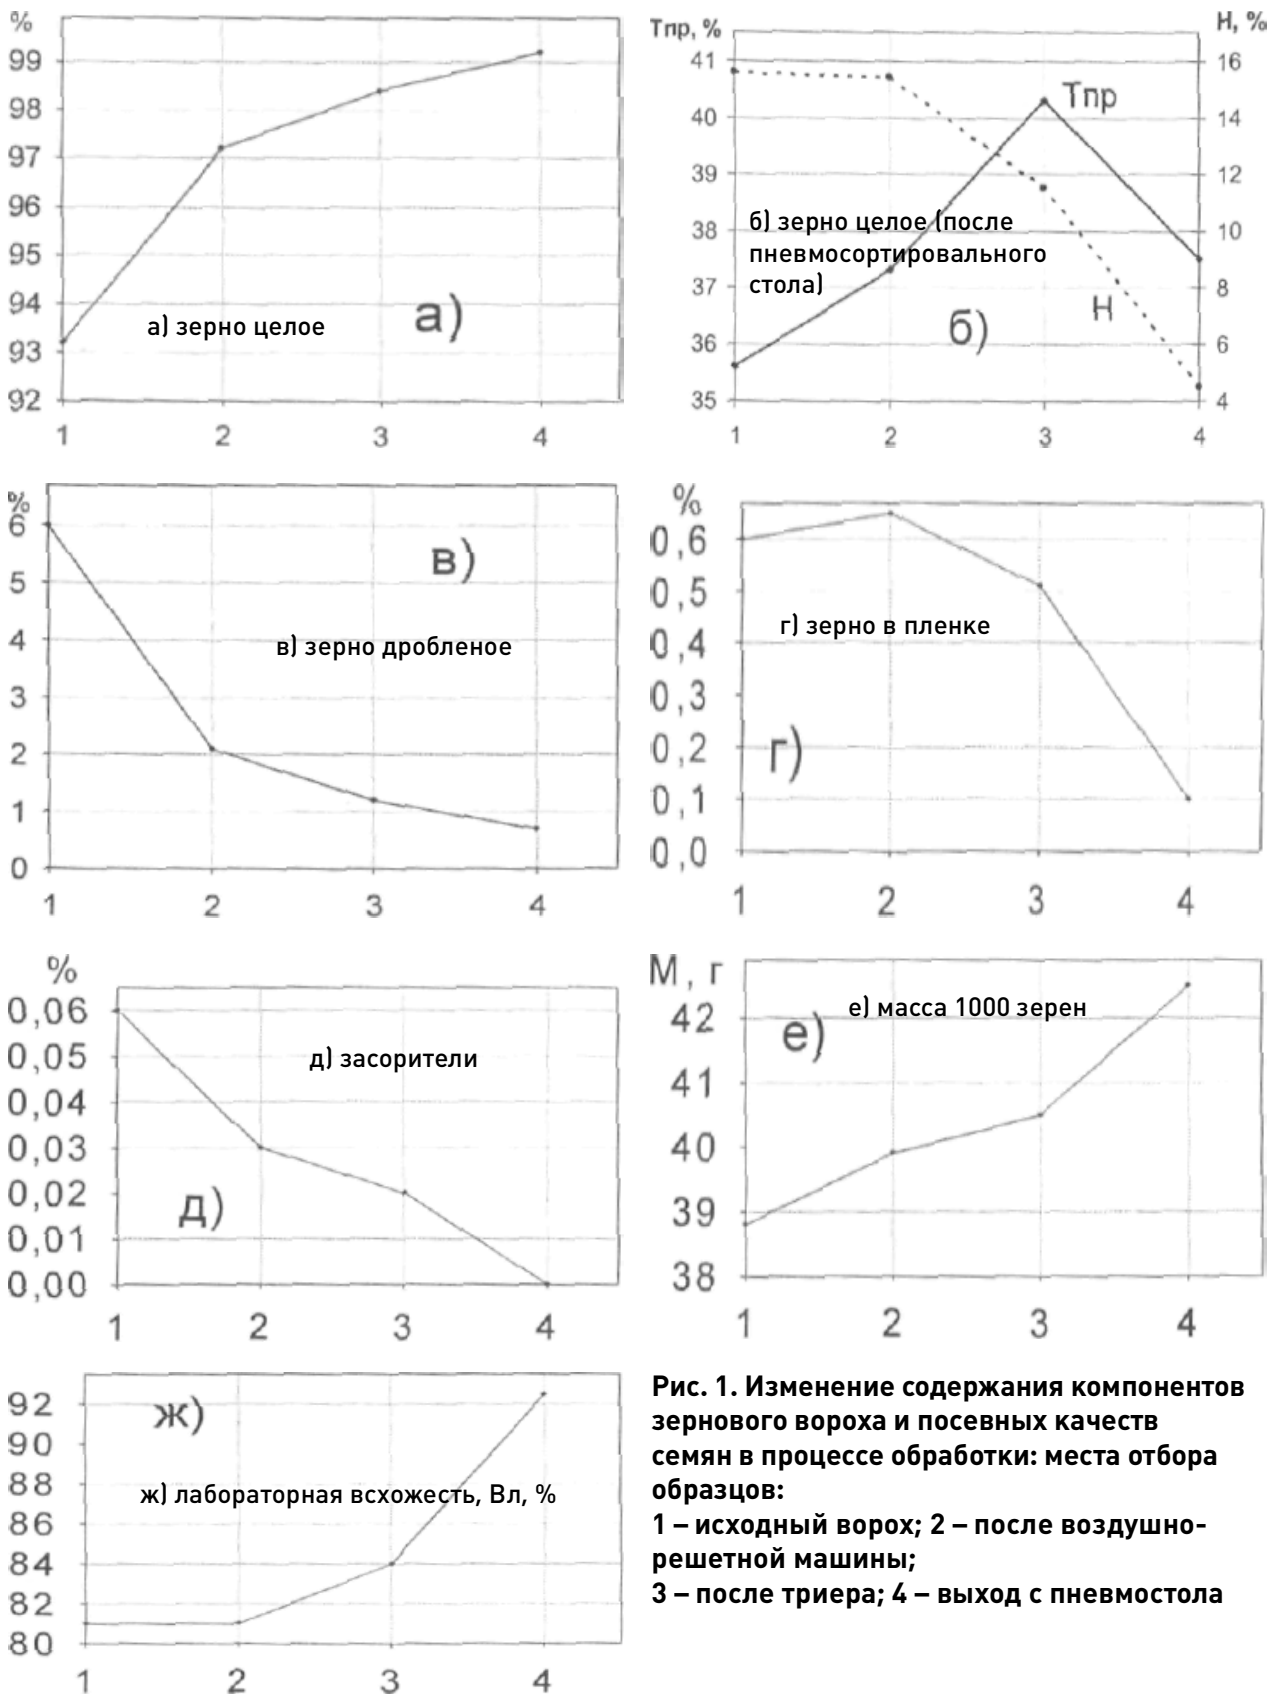 %
99
98
97
96
95
94
93
92
1 2 3 4
а) зерно целое
а)
Тпр, %
Н, %
41
40
39
38
37
36
35
16
14
12
10
8
6
4
1 2 3 4
Тпр
Н
б) зерно целое (после
пневмосортировального
стола)
б)
%
6
5
4
3
2
1
0
1 2 3 4
в)
в) зерно дробленое
%
0,6
0,5
0,4
0,3
0,2
0,1
0,0
1 2 3 4
г) зерно в пленке
г)
%
0,06
0,05
0,04
0,03
0,02
0,01
0,00
1 2 3 4
д) засорители
д)
М, г
42
41
40
39
38
1 2 3 4
е) масса 1000 зерен
е)
92
90
88
86
84
82
80
1 2 3 4
ж)
ж) лабораторная всхожесть, Вл, %
Рис. 1. Изменение содержания компонентов
зернового вороха и посевных качеств
семян в процессе обработки: места отбора
образцов:
1 – исходный ворох; 2 – после воздушно-
решетной машины;
3 – после триера; 4 – выход с пневмостола